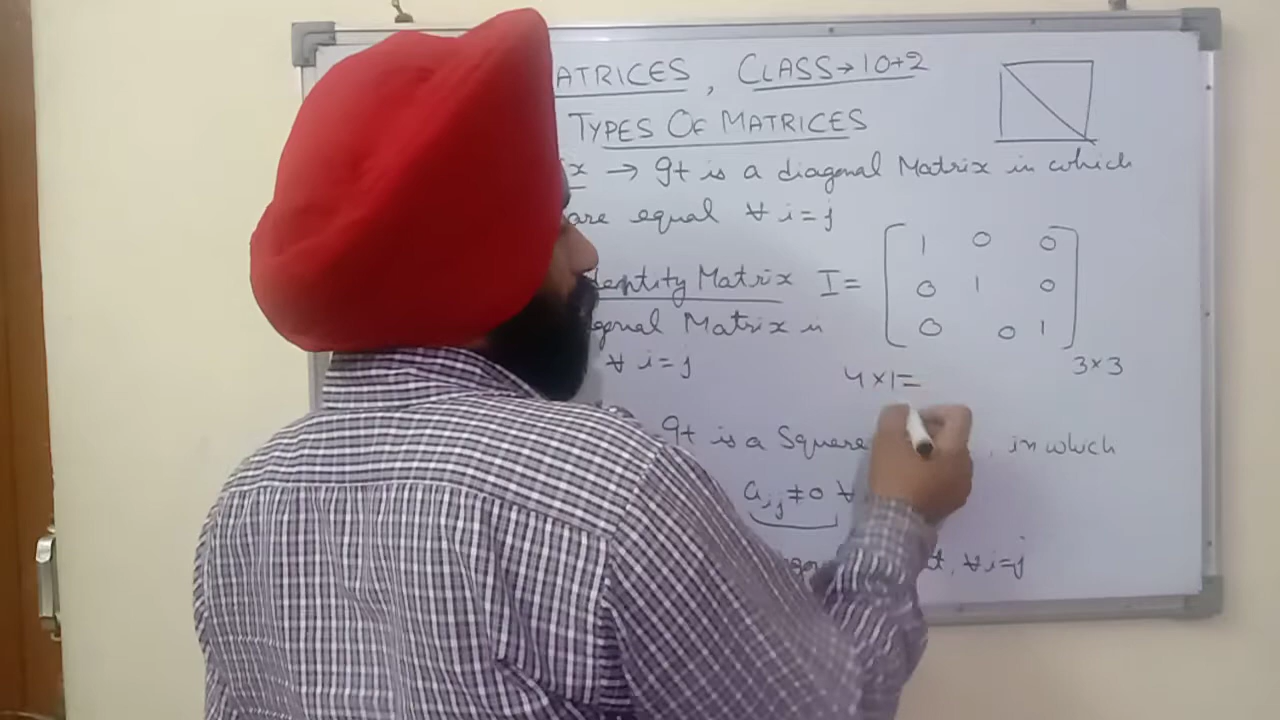 ATRICES, CLASS→10+2
TYPES OF MATRICES
x → It is a diagonal Matrix in which
are equal ∀ i=j
dentity Matrix I = [1 0 0
0 1 0
0 0 1] 3×3
gonal Matrix in
∀ i=j
4×1=
It is a Square , in which
a_ij ≠0 ∀
t, ∀ i=j